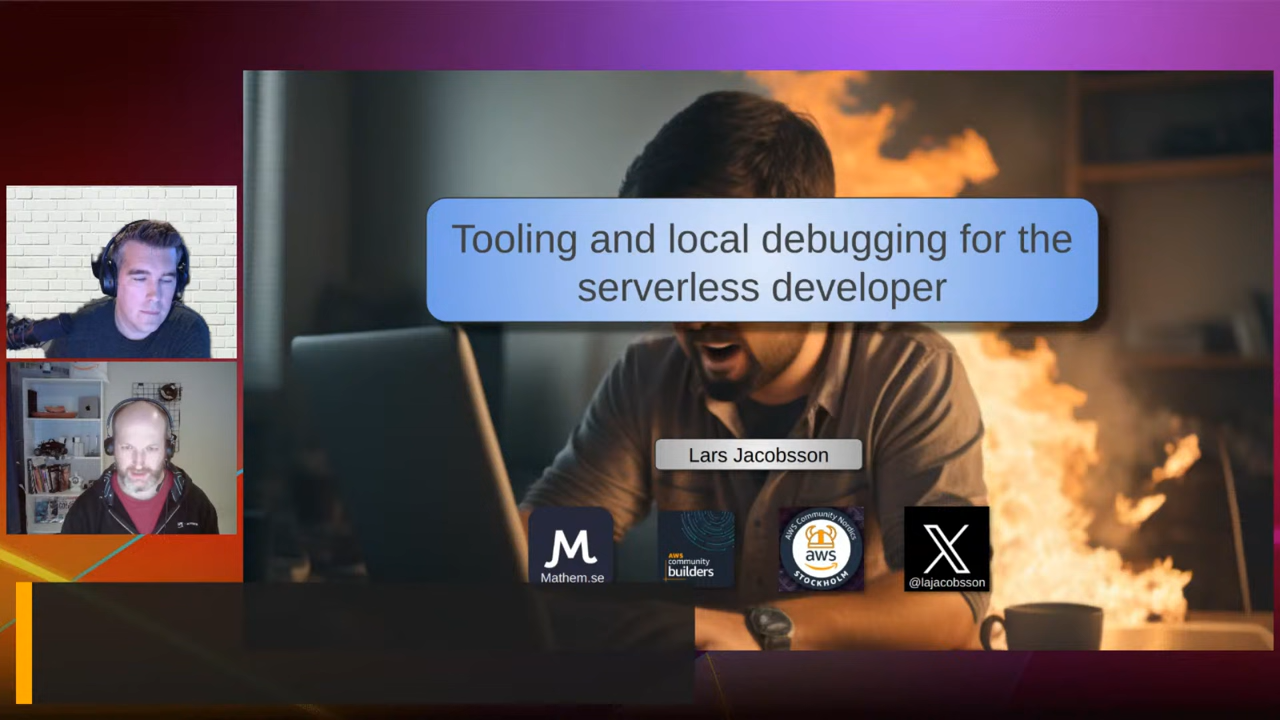 Tooling and local debugging for the
serverless developer
Lars Jacobsson
M
Mathem.se
AWS
community
builders
AWS Community Nordics
aws
STOCKHOLM
X
@lajacobsson